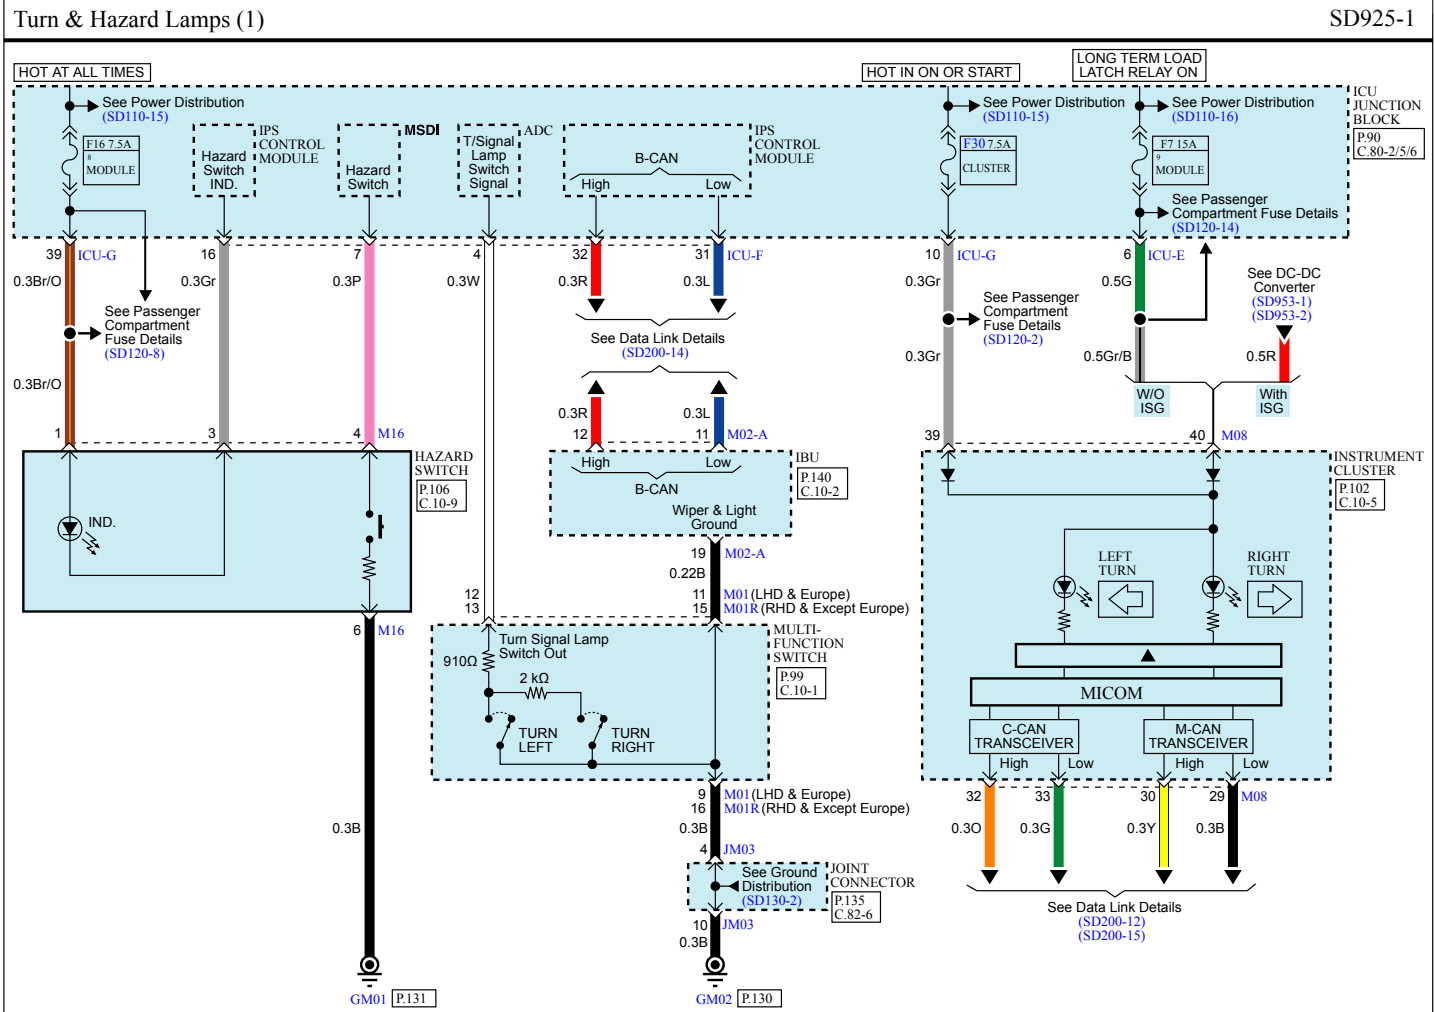 Turn & Hazard Lamps (1)
SD925-1
HOT AT ALL TIMES
HOT IN ON OR START
LONG TERM LOAD
LATCH RELAY ON
See Power Distribution
(SD110-15)
F16 7.5A
8
MODULE
Hazard
Switch
IND.
IPS
CONTROL
MODULE
MSDI
Hazard
Switch
T/Signal
Lamp
Switch
Signal
ADC
B-CAN
High
Low
IPS
CONTROL
MODULE
See Power Distribution
(SD110-15)
F30 7.5A
CLUSTER
See Power Distribution
(SD110-16)
F7 15A
9
MODULE
See Passenger
Compartment Fuse Details
(SD120-14)
ICU
JUNCTION
BLOCK
P.90
C.80-2/5/6
39
ICU-G
16
7
4
32
31
ICU-F
10
ICU-G
6
ICU-E
0.3Br/O
0.3Gr
0.3P
0.3W
0.3R
0.3L
0.3Gr
0.5G
See DC-DC
Converter
(SD953-1)
(SD953-2)
See Passenger
Compartment
Fuse Details
(SD120-8)
See Data Link Details
(SD200-14)
See Passenger
Compartment
Fuse Details
(SD120-2)
0.3Br/O
0.3Gr
0.5Gr/B
0.5R
W/O
ISG
With
ISG
0.3R
0.3L
1
3
4
M16
12
11
M02-A
39
40
M08
HAZARD
SWITCH
P.106
C.10-9
IND.
High
Low
B-CAN
Wiper & Light
Ground
IBU
P.140
C.10-2
INSTRUMENT
CLUSTER
P.102
C.10-5
LEFT
TURN
RIGHT
TURN
19
M02-A
0.22B
12
13
11
M01 (LHD & Europe)
15
M01R (RHD & Except Europe)
6
M16
Turn Signal Lamp
Switch Out
910Ω
2 kΩ
TURN
LEFT
TURN
RIGHT
MULTI-
FUNCTION
SWITCH
P.99
C.10-1
MICOM
C-CAN
TRANSCEIVER
M-CAN
TRANSCEIVER
High
Low
High
Low
9
M01 (LHD & Europe)
16
M01R (RHD & Except Europe)
32
33
30
29
M08
0.3B
0.3B
0.3O
0.3G
0.3Y
0.3B
4
JM03
See Ground
Distribution
(SD130-2)
JOINT
CONNECTOR
P.135
C.82-6
10
JM03
0.3B
See Data Link Details
(SD200-12)
(SD200-15)
GM01
P.131
GM02
P.130